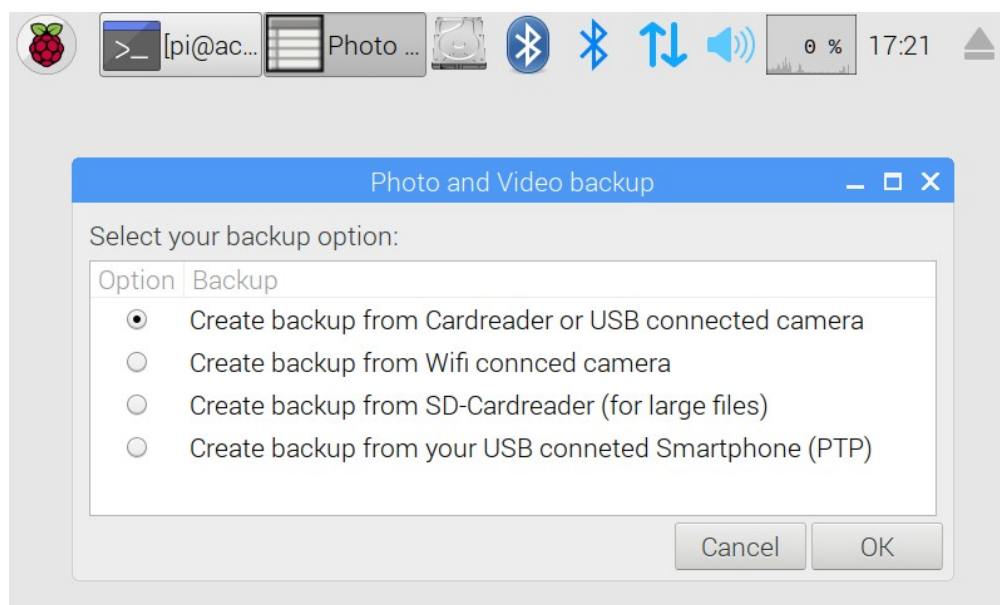 [pi@ac... Photo ... 0 % 17:21
Photo and Video backup
Select your backup option:
Option Backup
Create backup from Cardreader or USB connected camera
Create backup from Wifi connced camera
Create backup from SD-Cardreader (for large files)
Create backup from your USB conneted Smartphone (PTP)
Cancel OK